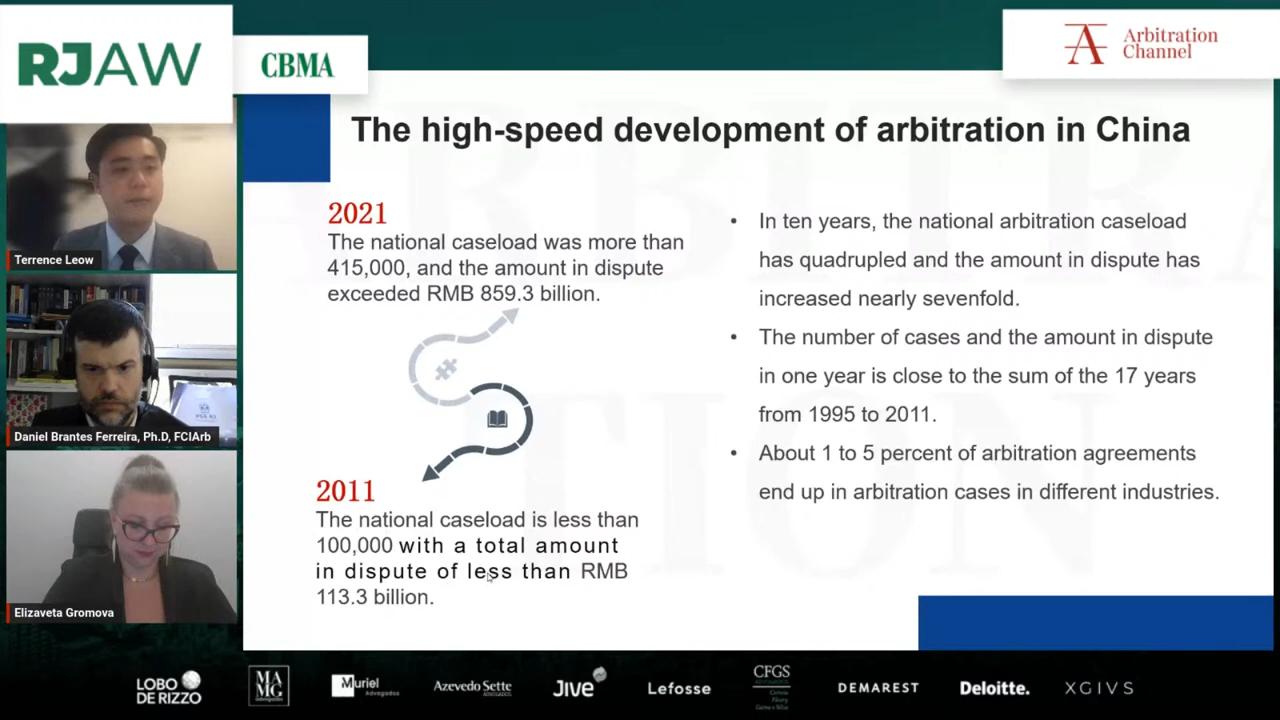 RJAW
CBMA
Arbitration
Channel
The high-speed development of arbitration in China
Terrence Leow
Daniel Brantes Ferreira, Ph.D, FCIArb
Elizaveta Gromova
2021
The national caseload was more than
415,000, and the amount in dispute
exceeded RMB 859.3 billion.
2011
The national caseload is less than
100,000 with a total amount
in dispute of less than RMB
113.3 billion.
• In ten years, the national arbitration caseload
has quadrupled and the amount in dispute has
increased nearly sevenfold.
• The number of cases and the amount in dispute
in one year is close to the sum of the 17 years
from 1995 to 2011.
• About 1 to 5 percent of arbitration agreements
end up in arbitration cases in different industries.
LOBO
DE RIZZO
MA
MG
Muriel
Advogados
Azevedo Sette
ADVOGADOS
Jive
Lefosse
CFGS
DEMAREST
Deloitte.
XGIVS